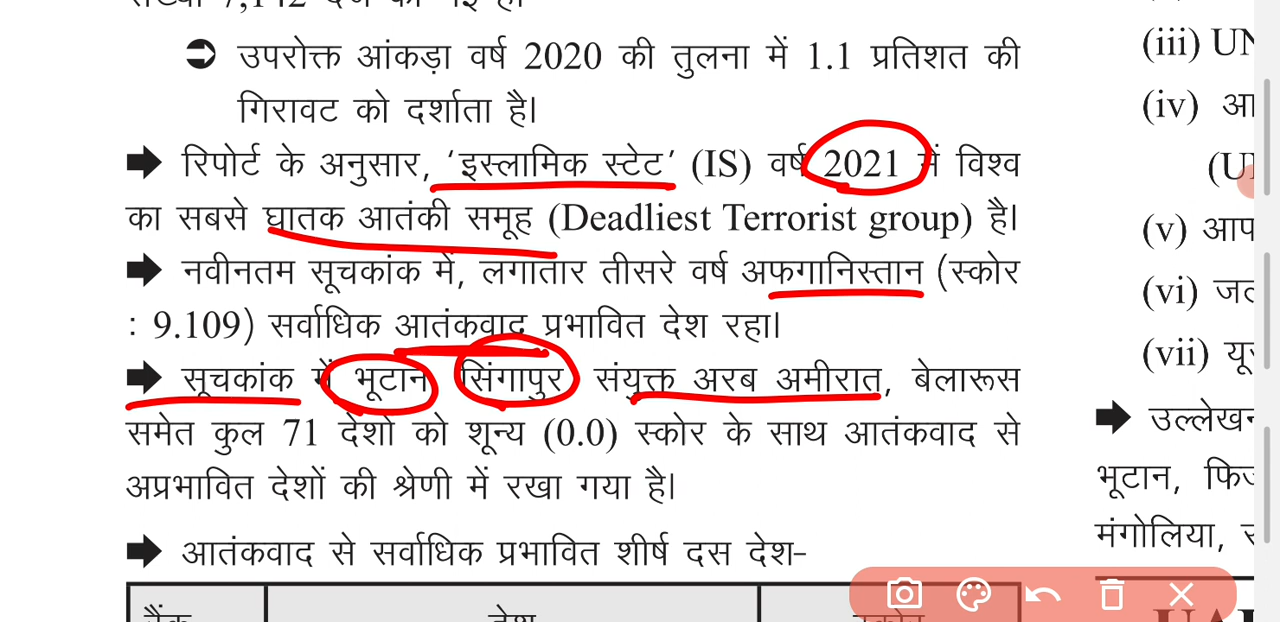 उपरोक्त आंकड़ा वर्ष 2020 की तुलना में 1.1 प्रतिशत की
गिरावट को दर्शाता है।
रिपोर्ट के अनुसार, 'इस्लामिक स्टेट' (IS) वर्ष 2021 में विश्व
का सबसे घातक आतंकी समूह (Deadliest Terrorist group) है।
नवीनतम सूचकांक में, लगातार तीसरे वर्ष अफगानिस्तान (स्कोर
: 9.109) सर्वाधिक आतंकवाद प्रभावित देश रहा।
सूचकांक में भूटान सिंगापुर संयुक्त अरब अमीरात, बेलारूस
समेत कुल 71 देशों को शून्य (0.0) स्कोर के साथ आतंकवाद से
अप्रभावित देशों की श्रेणी में रखा गया है।
आतंकवाद से सर्वाधिक प्रभावित शीर्ष दस देश–
रैंक देश स्कोर
(iii)
(iv)
(v)
(vi)
(vii)
भूटान,
मंगोलिया,